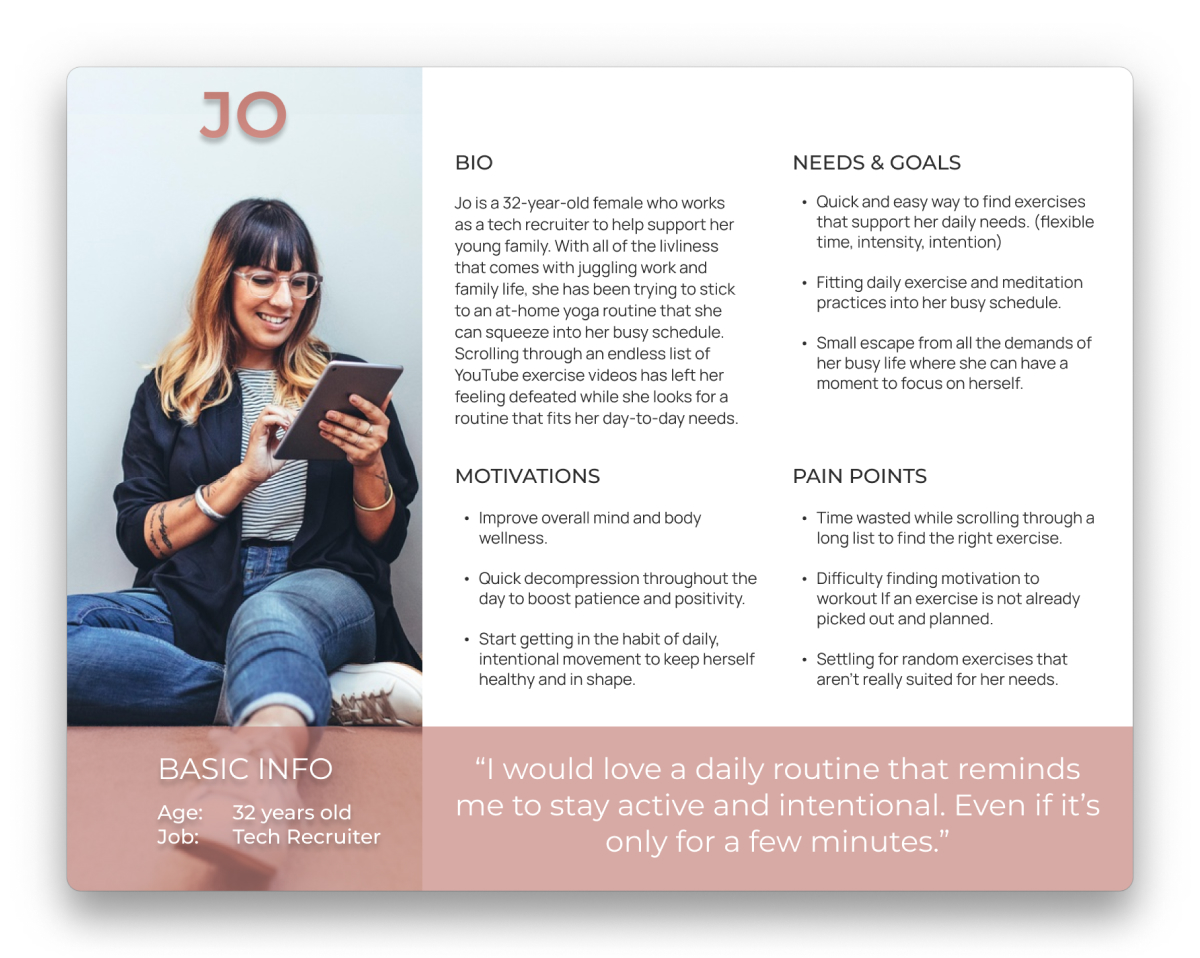 JO
BIO
Jo is a 32-year-old female who works
as a tech recruiter to help support her
young family. With all of the livliness
that comes with juggling work and
family life, she has been trying to stick
to an at-home yoga routine that she
can squeeze into her busy schedule.
Scrolling through an endless list of
YouTube exercise videos has left her
feeling defeated while she looks for a
routine that fits her day-to-day needs.
NEEDS & GOALS
• Quick and easy way to find exercises
that support her daily needs. (flexible
time, intensity, intention)
• Fitting daily exercise and meditation
practices into her busy schedule.
• Small escape from all the demands of
her busy life where she can have a
moment to focus on herself.
MOTIVATIONS
• Improve overall mind and body
wellness.
• Quick decompression throughout the
day to boost patience and positivity.
• Start getting in the habit of daily,
intentional movement to keep herself
healthy and in shape.
PAIN POINTS
• Time wasted while scrolling through a
long list to find the right exercise.
• Difficulty finding motivation to
workout If an exercise is not already
picked out and planned.
• Settling for random exercises that
aren't really suited for her needs.
BASIC INFO
Age: 32 years old
Job: Tech Recruiter
“I would love a daily routine that reminds
me to stay active and intentional. Even if it’s
only for a few minutes.”